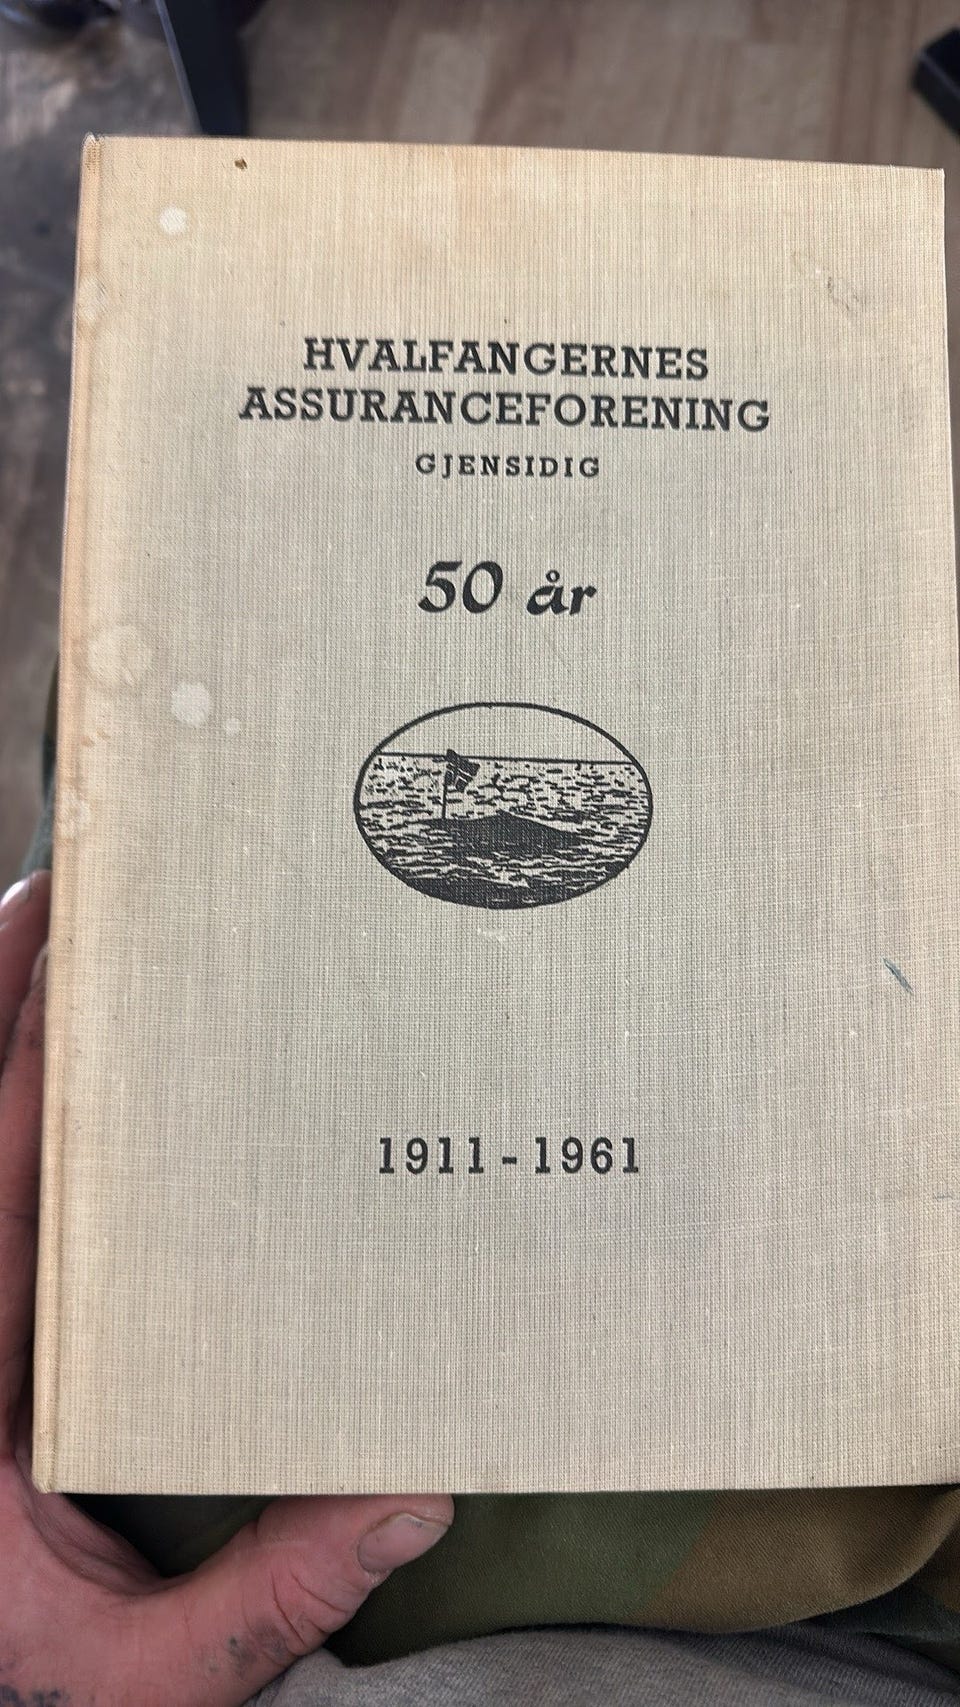 HVALFANGERNES
ASSURANCEFORENING
GJENSIDIG
50 år
1911-1961